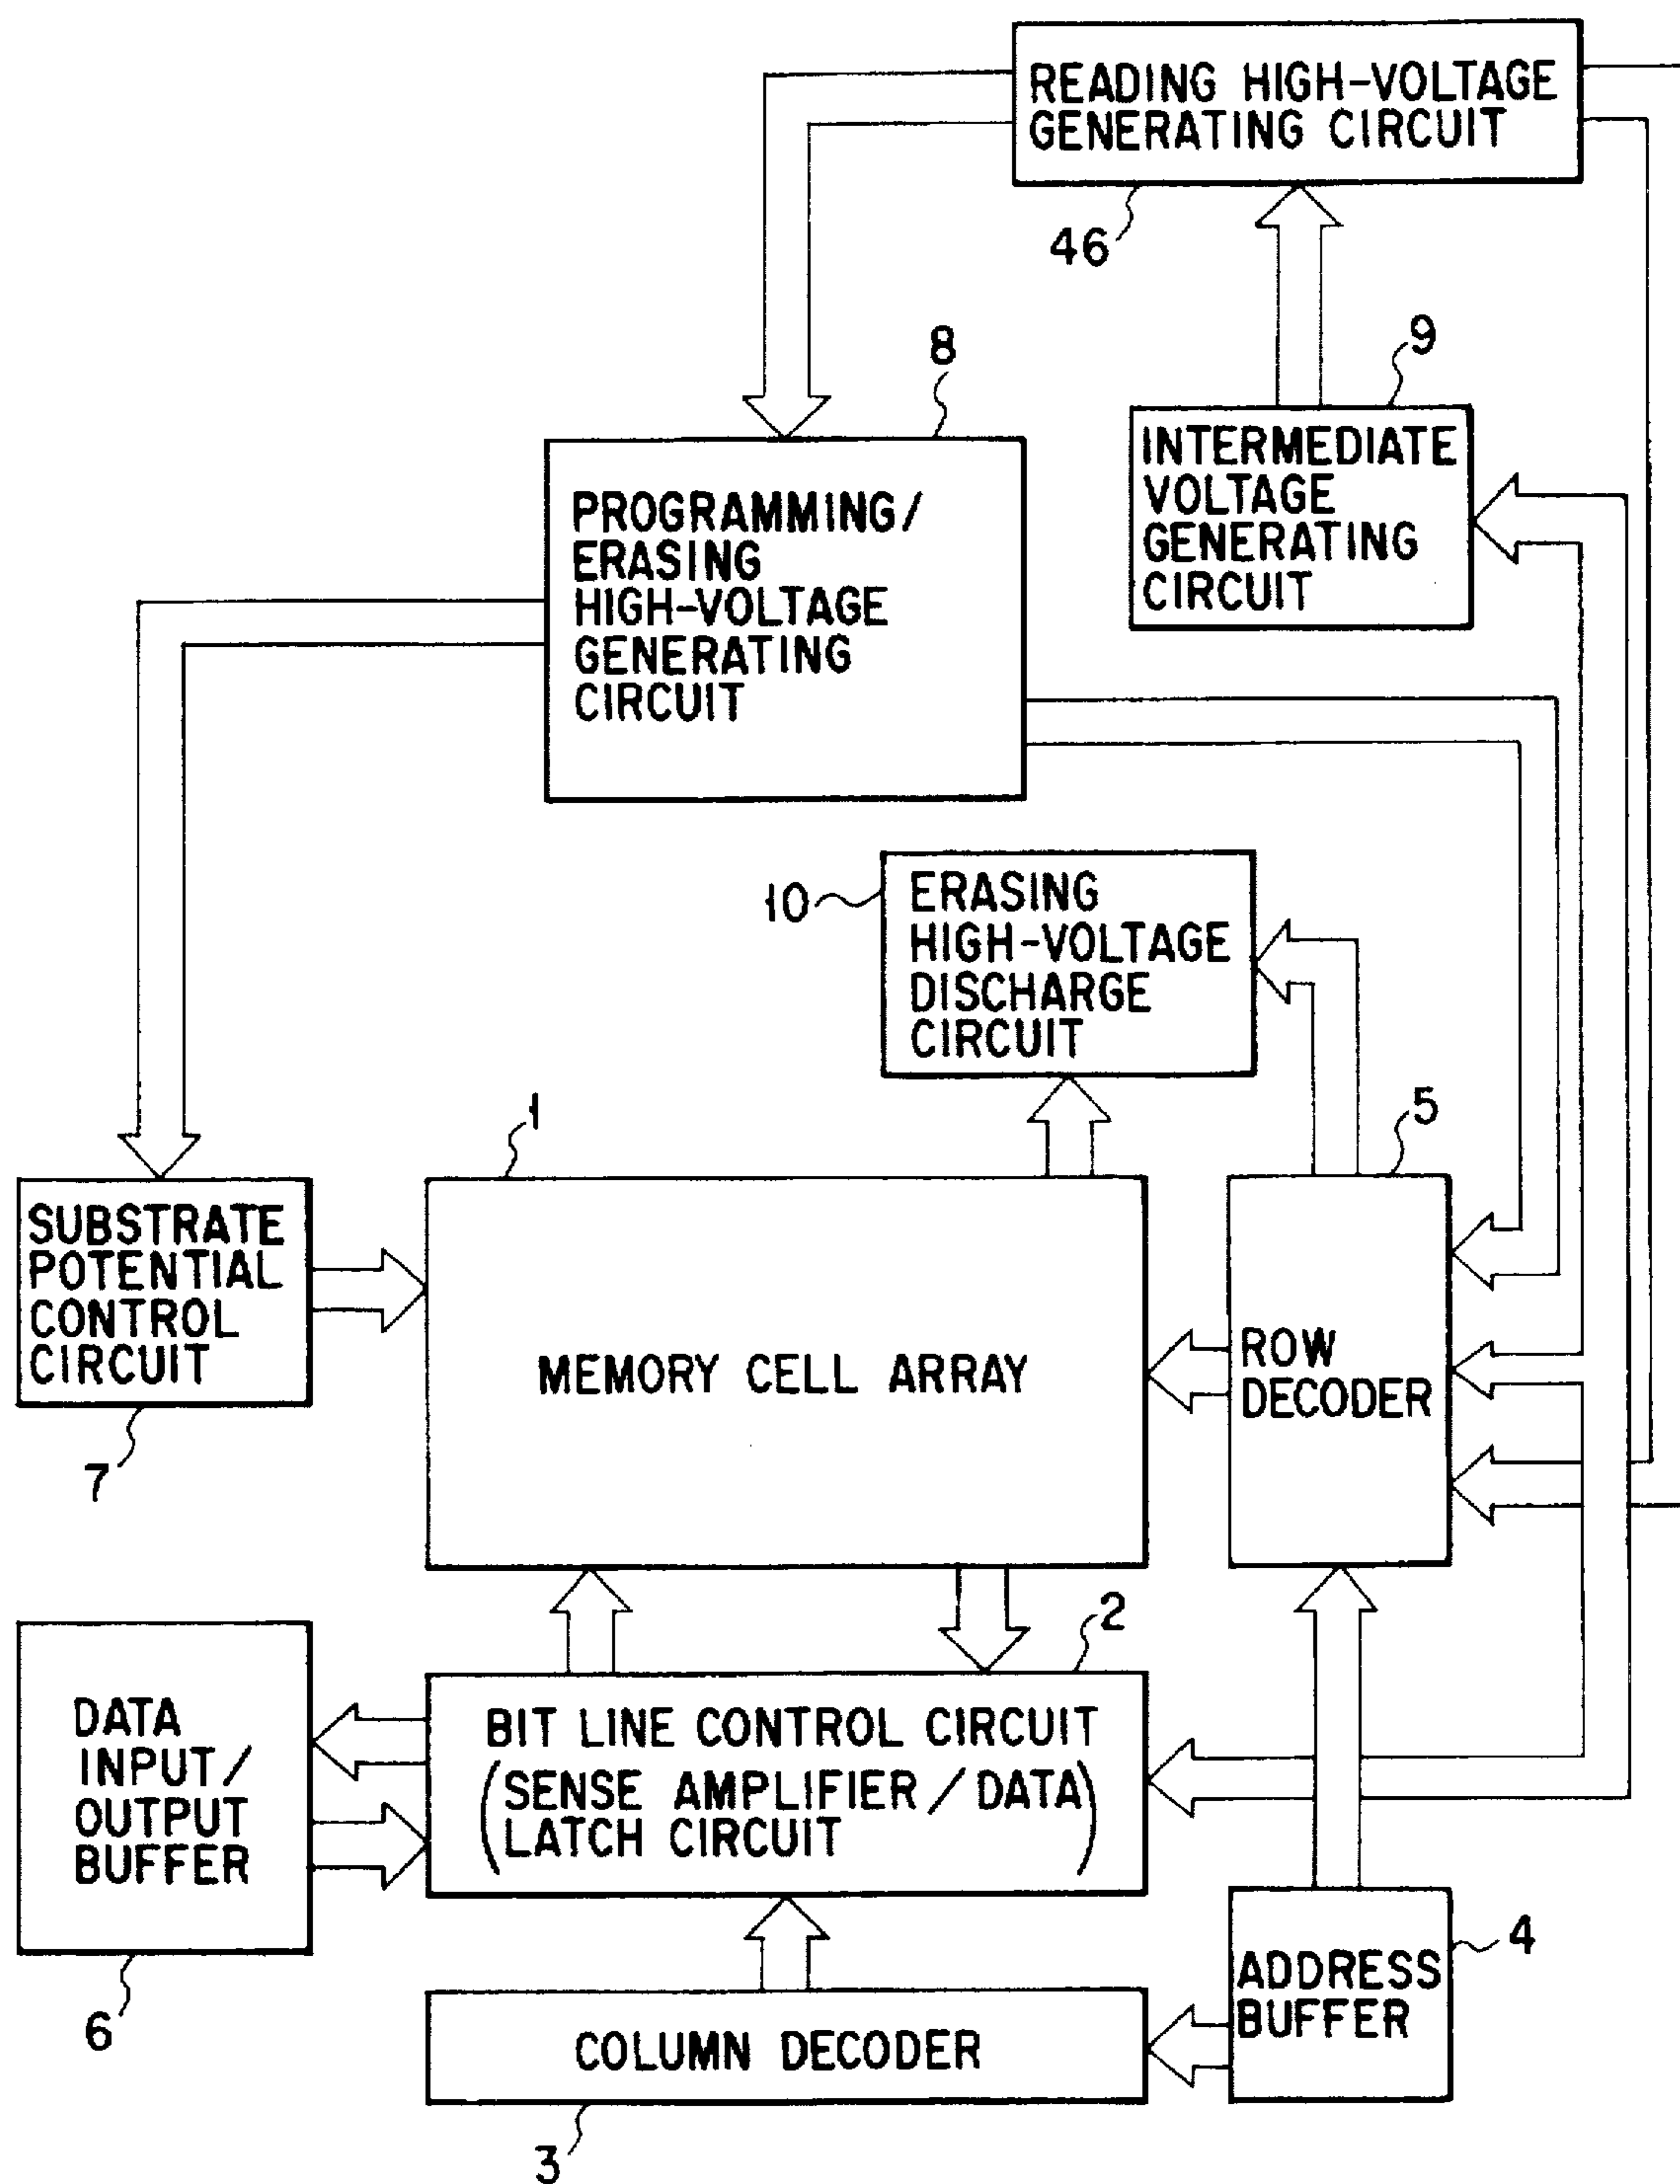 READING HIGH-VOLTAGE
GENERATING CIRCUIT
46
8
9
INTERMEDIATE
VOLTAGE
GENERATING
CIRCUIT
PROGRAMMING/
ERASING
HIGH-VOLTAGE
GENERATING
CIRCUIT
10
ERASING
HIGH-VOLTAGE
DISCHARGE
CIRCUIT
1
5
SUBSTRATE
POTENTIAL
CONTROL
CIRCUIT
7
MEMORY CELL ARRAY
ROW
DECODER
2
DATA
INPUT/
OUTPUT
BUFFER
6
BIT LINE CONTROL CIRCUIT
(SENSE AMPLIFIER/DATA
LATCH CIRCUIT)
4
ADDRESS
BUFFER
COLUMN DECODER
3